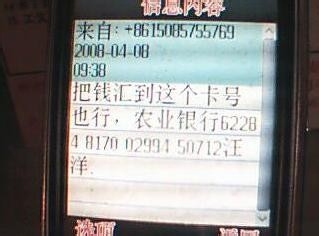 信息内容
来自:+8615085755769
2008-04-08
09:38
把钱汇到这个卡号
也行，农业银行6228
4 8170 02994 50712汪
洋.
选项